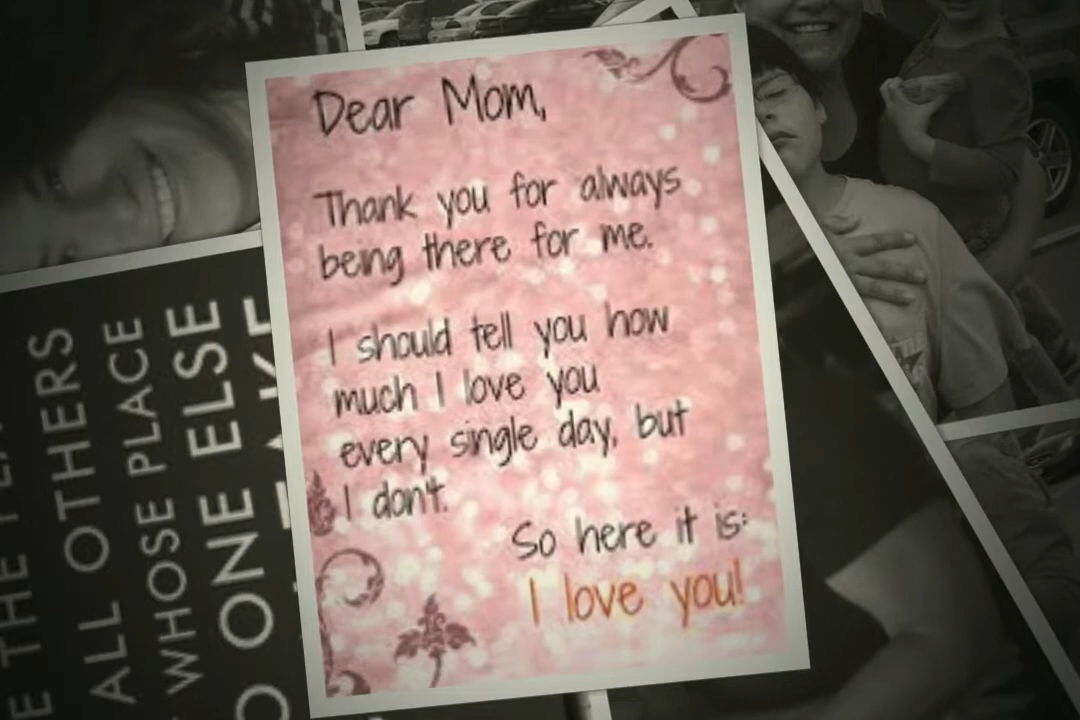 Dear Mom,
Thank you for always
being there for me.
I should tell you how
much I love you
every single day, but
I don't.
So here it is:
I love you!
ALL OTHERS
WHOSE PLACE
ONE ELSE